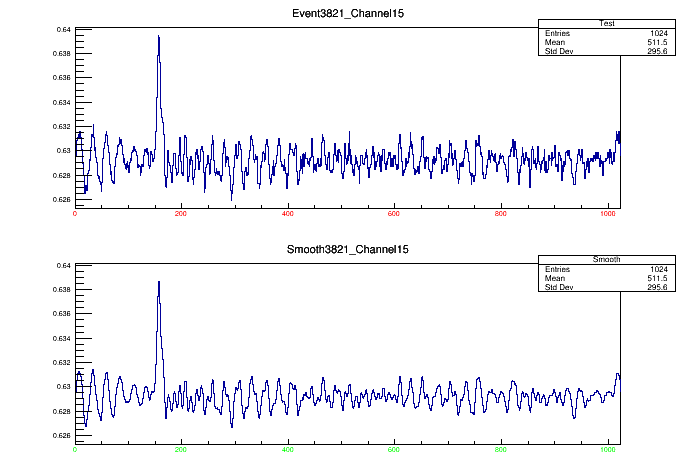 Event3821_Channel15
Test
Entries 1024
Mean 511.5
Std Dev 295.6
0.64
0.638
0.636
0.634
0.632
0.63
0.628
0.626
0 200 400 600 800 1000
Smooth3821_Channel15
Smooth
Entries 1024
Mean 511.5
Std Dev 295.6
0.64
0.638
0.636
0.634
0.632
0.63
0.628
0.626
0 200 400 600 800 1000